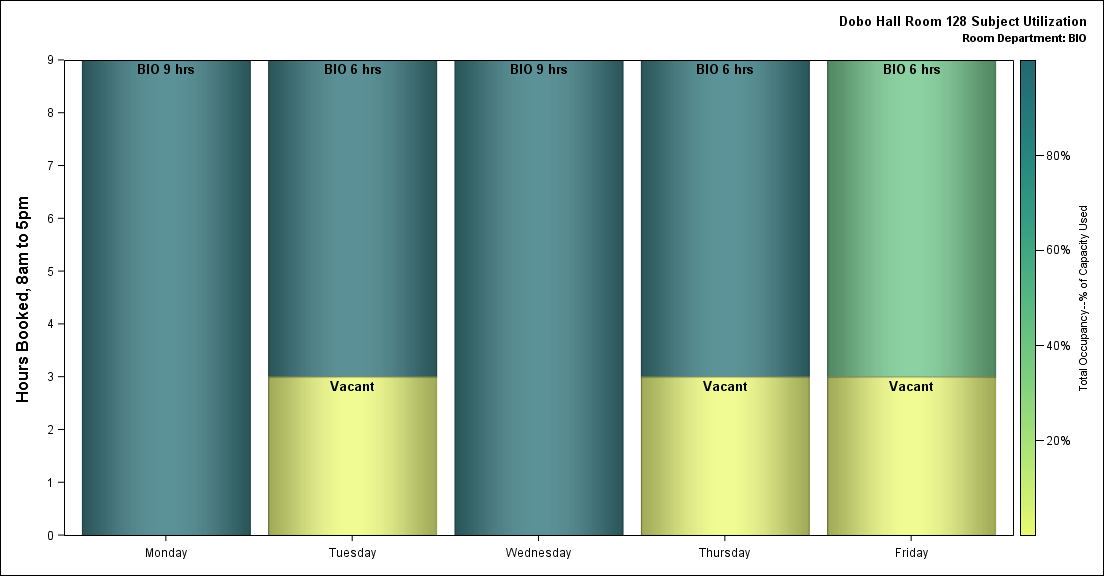 Dobo Hall Room 128 Subject Utilization
Room Department: BIO
Hours Booked, 8am to 5pm
9
8
7
6
5
4
3
2
1
0
BIO 9 hrs
BIO 6 hrs
BIO 9 hrs
BIO 6 hrs
BIO 6 hrs
Vacant
Vacant
Vacant
Monday
Tuesday
Wednesday
Thursday
Friday
80%
60%
40%
20%
Total Occupancy--% of Capacity Used